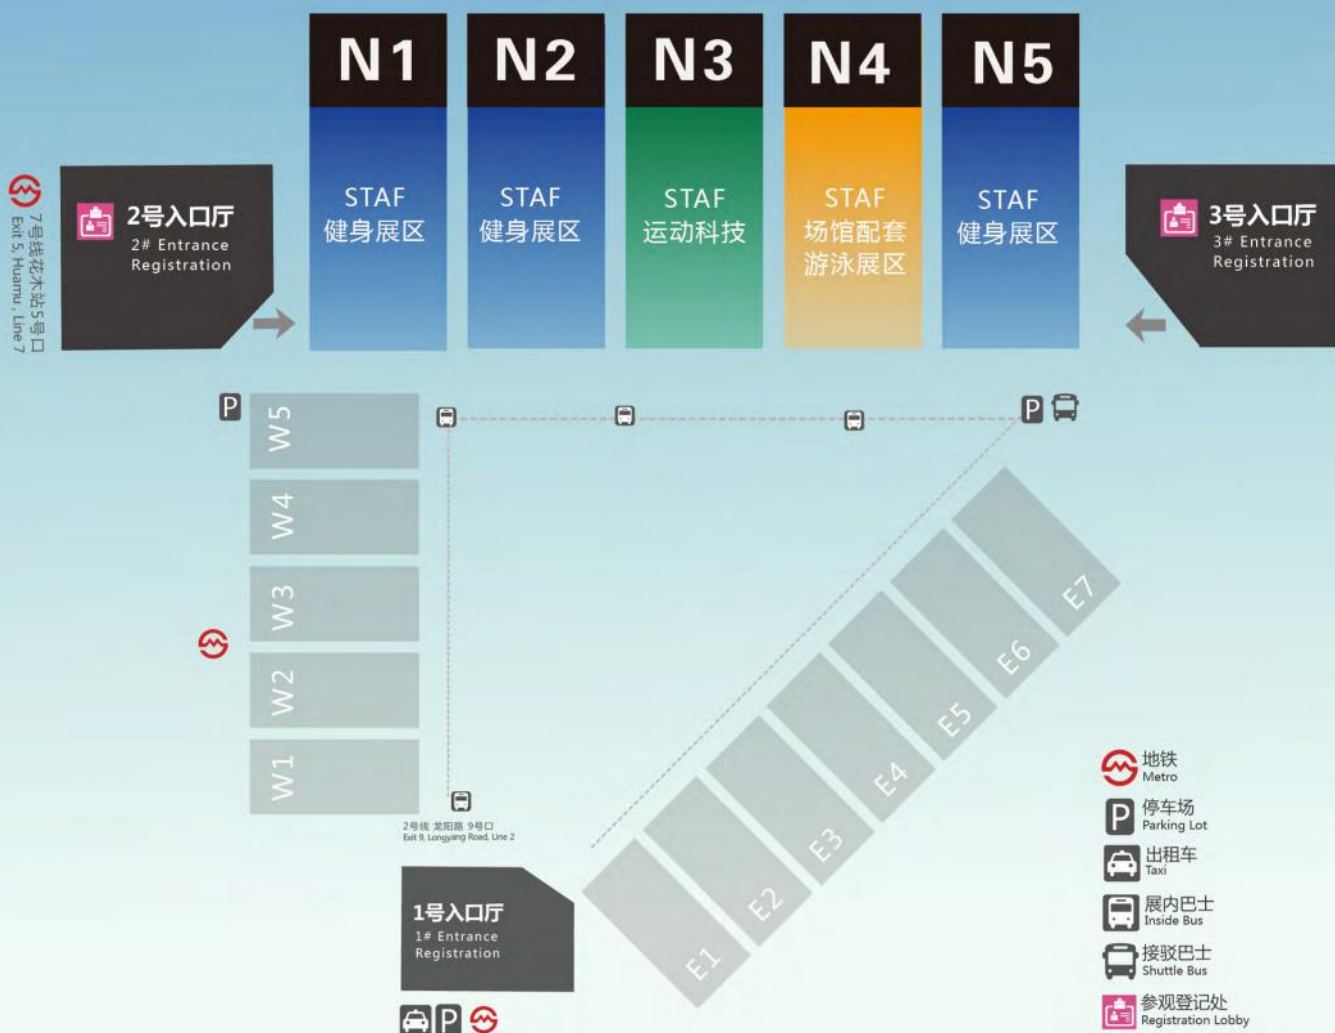 N1
N2
N3
N4
N5
STAF
健身展区
STAF
健身展区
STAF
运动科技
STAF
场馆配套
游泳展区
STAF
健身展区
7号线花木站5号口
Exit 5, Huamu , Line 7
2号入口厅
2# Entrance
Registration
3号入口厅
3# Entrance
Registration
P
W5
P
W4
W3
W2
W1
E7
E6
E5
E4
E3
E2
E1
2号线 龙阳路 9号口
Exit 9, Longyang Road, Line 2
1号入口厅
1# Entrance
Registration
P
地铁
Metro
P
停车场
Parking Lot
出租车
Taxi
展内巴士
Inside Bus
接驳巴士
Shuttle Bus
参观登记处
Registration Lobby